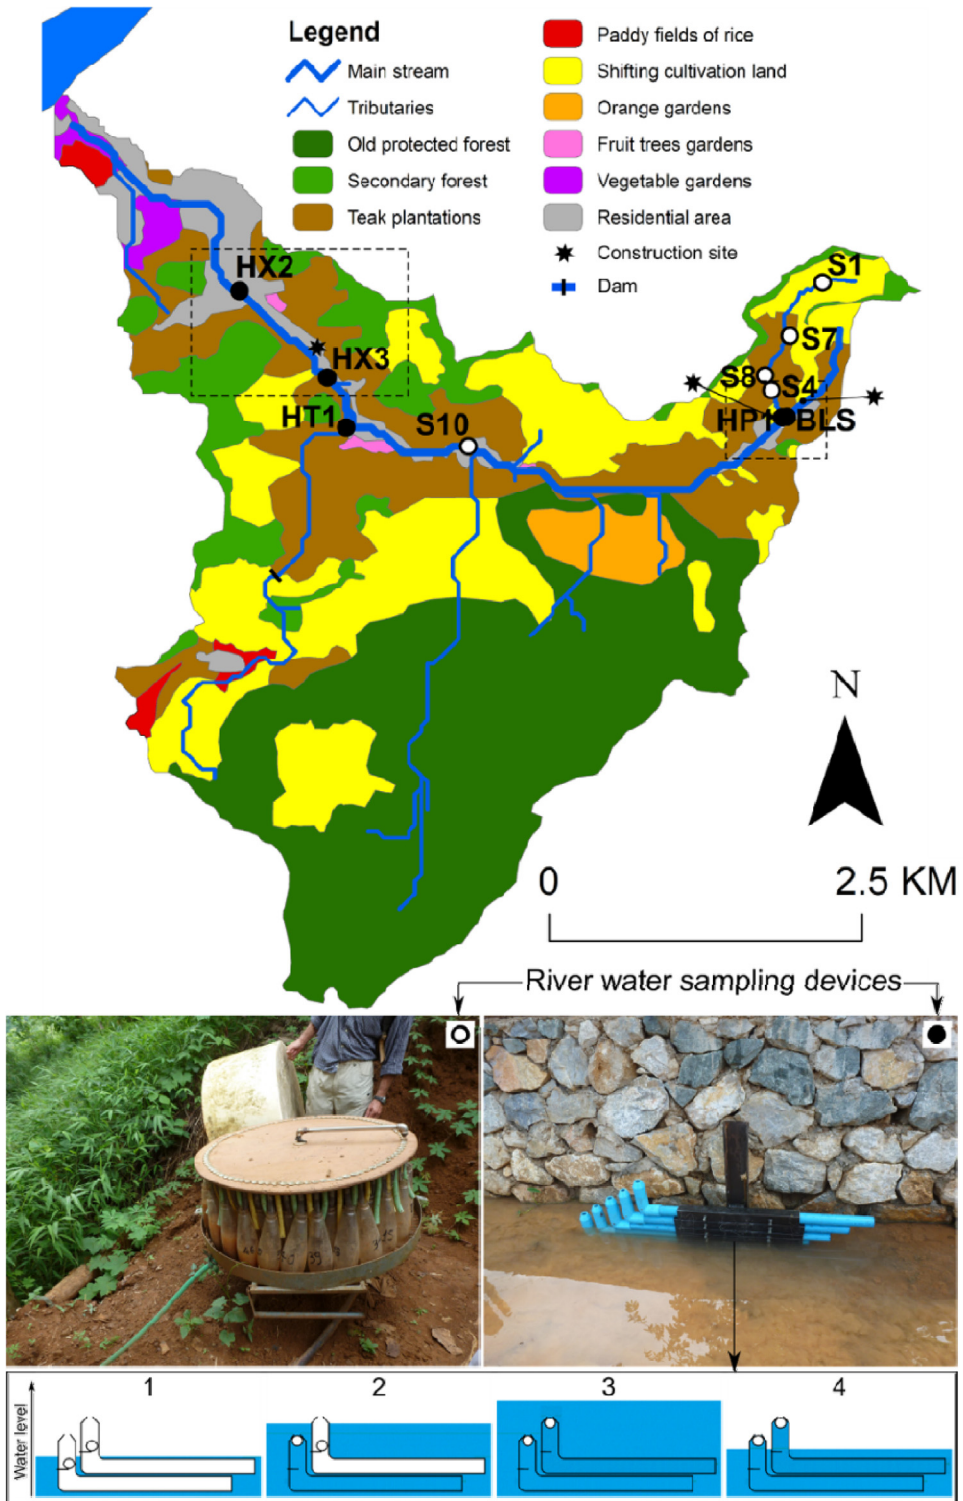 Legend
Main stream
Tributaries
Old protected forest
Secondary forest
Teak plantations
Paddy fields of rice
Shifting cultivation land
Orange gardens
Fruit trees gardens
Vegetable gardens
Residential area
Construction site
Dam
HX2
HX3
HT1
S10
S1
S7
S8
S4
HP1
BLS
N
0 2.5 KM
River water sampling devices
39
Water level
1 2 3 4